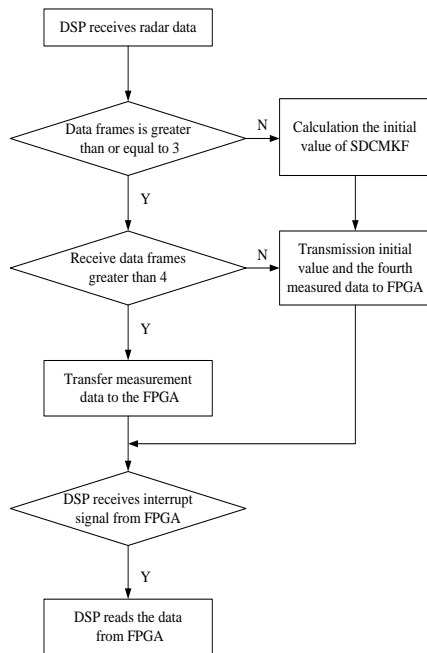 DSP receives radar data
Data frames is greater
than or equal to 3
N
Calculation the initial
value of SDCMKF
Y
Receive data frames
greater than 4
N
Transmission initial
value and the fourth
measured data to FPGA
Y
Transfer measurement
data to the FPGA
DSP receives interrupt
signal from FPGA
Y
DSP reads the data
from FPGA